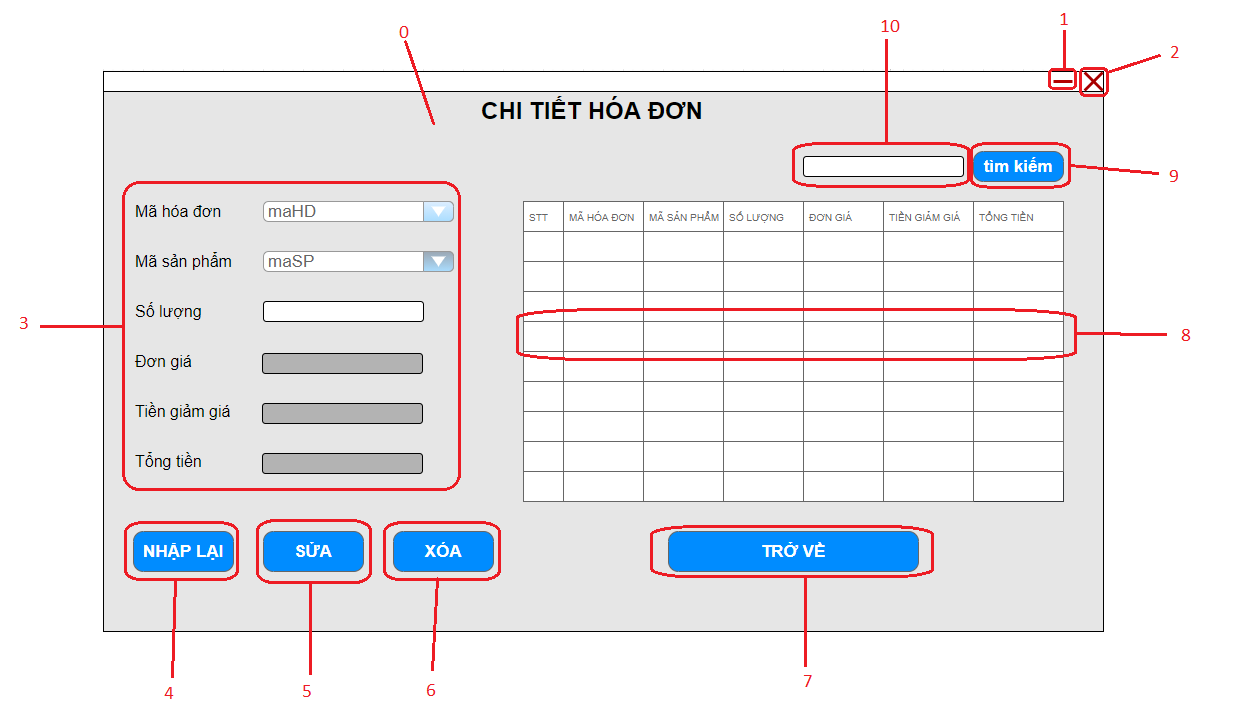 0
10
1
2
CHI TIẾT HÓA ĐƠN
tìm kiếm
9
Mã hóa đơn maHD
Mã sản phẩm maSP
Số lượng
Đơn giá
Tiền giảm giá
Tổng tiền
3
STT MÃ HÓA ĐƠN MÃ SẢN PHẨM SỐ LƯỢNG ĐƠN GIÁ TIỀN GIẢM GIÁ TỔNG TIỀN
8
NHẬP LẠI SỬA XÓA TRỞ VỀ
4 5 6 7